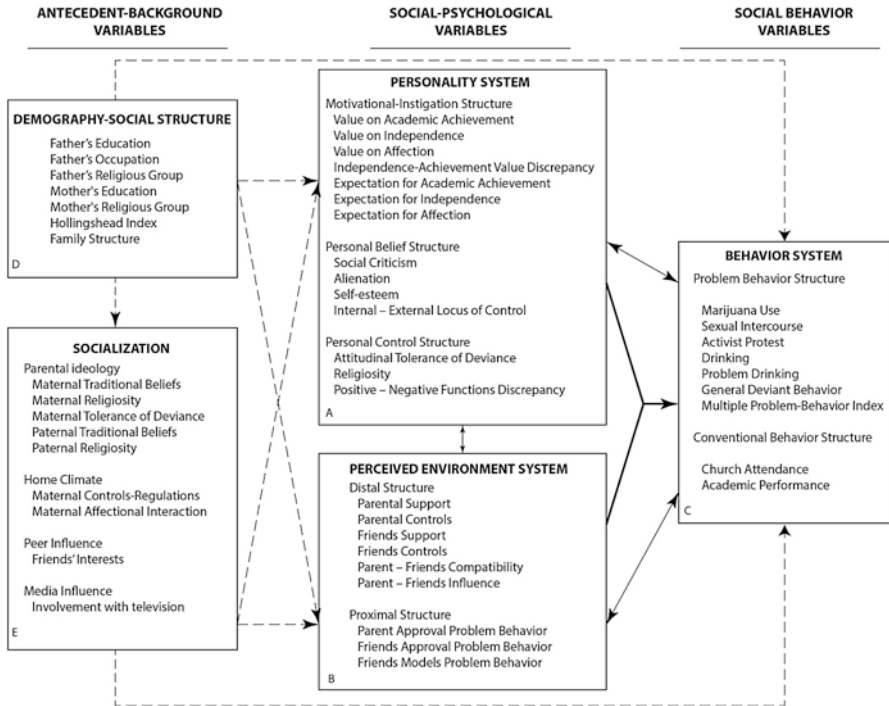 ANTECEDENT-BACKGROUND
VARIABLES
SOCIAL-PSYCHOLOGICAL
VARIABLES
SOCIAL BEHAVIOR
VARIABLES
DEMOGRAPHY-SOCIAL STRUCTURE
Father's Education
Father's Occupation
Father's Religious Group
Mother's Education
Mother's Religious Group
Hollingshead Index
Family Structure
D
SOCIALIZATION
Parental ideology
Maternal Traditional Beliefs
Maternal Religiosity
Maternal Tolerance of Deviance
Paternal Traditional Beliefs
Paternal Religiosity
Home Climate
Maternal Controls-Regulations
Maternal Affectional Interaction
Peer Influence
Friends' Interests
Media Influence
Involvement with television
E
PERSONALITY SYSTEM
Motivational-Instigation Structure
Value on Academic Achievement
Value on Independence
Value on Affection
Independence-Achievement Value Discrepancy
Expectation for Academic Achievement
Expectation for Independence
Expectation for Affection
Personal Belief Structure
Social Criticism
Alienation
Self-esteem
Internal – External Locus of Control
Personal Control Structure
Attitudinal Tolerance of Deviance
Religiosity
Positive – Negative Functions Discrepancy
A
PERCEIVED ENVIRONMENT SYSTEM
Distal Structure
Parental Support
Parental Controls
Friends Support
Friends Controls
Parent – Friends Compatibility
Parent – Friends Influence
Proximal Structure
Parent Approval Problem Behavior
Friends Approval Problem Behavior
Friends Models Problem Behavior
B
BEHAVIOR SYSTEM
Problem Behavior Structure
Marijuana Use
Sexual Intercourse
Activist Protest
Drinking
Problem Drinking
General Deviant Behavior
Multiple Problem-Behavior Index
Conventional Behavior Structure
Church Attendance
Academic Performance
C